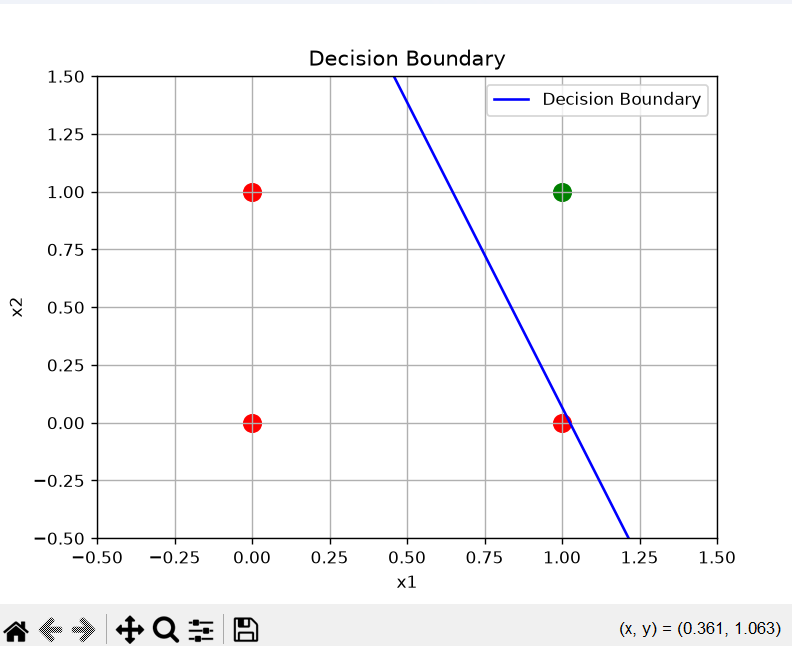 Decision Boundary
Decision Boundary
1.50
1.25
1.00
0.75
0.50
0.25
0.00
−0.25
−0.50
x2
−0.50 −0.25 0.00 0.25 0.50 0.75 1.00 1.25 1.50
x1
(x, y) = (0.361, 1.063)